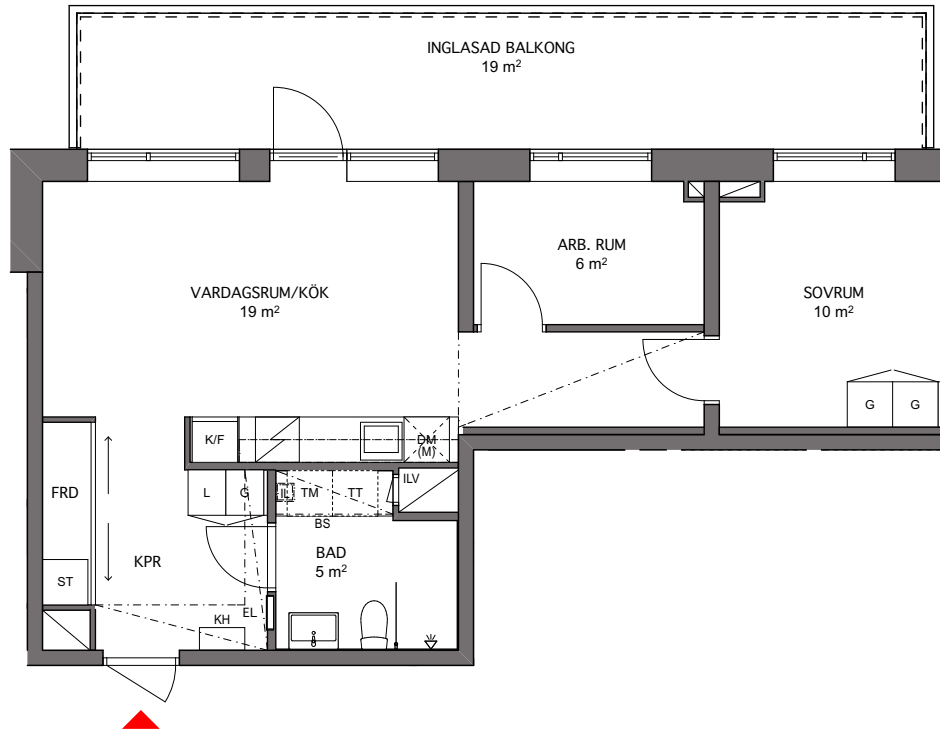 INGLASAD BALKONG
19 m²
ARB. RUM
6 m²
VARDAGSRUM/KÖK
19 m²
SOVRUM
10 m²
G
G
K/F
DM
(M)
FRD
L
G
IL
TM
TT
ILV
BS
BAD
5 m²
KPR
ST
EL
KH